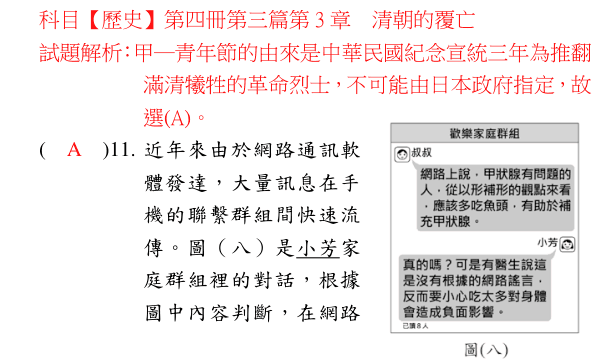 科目【歷史】第四冊第三篇第3章　清朝的覆亡
試題解析：甲—青年節的由來是中華民國紀念宣統三年為推翻
滿清犧牲的革命烈士，不可能由日本政府指定，故
選(A)。
(　A　)11. 近年來由於網路通訊軟
體發達，大量訊息在手
機的聯繫群組間快速流
傳。圖（八）是小芳家
庭群組裡的對話，根據
圖中內容判斷，在網路
歡樂家庭群組
叔叔
網路上說，甲狀腺有問題的
人，從以形補形的觀點來看
，應該多吃魚頭，有助於補
充甲狀腺。
小芳
真的嗎？可是有醫生說這
是沒有根據的網路謠言，
反而要小心吃太多對身體
會造成負面影響。
已讀8人
圖(八)